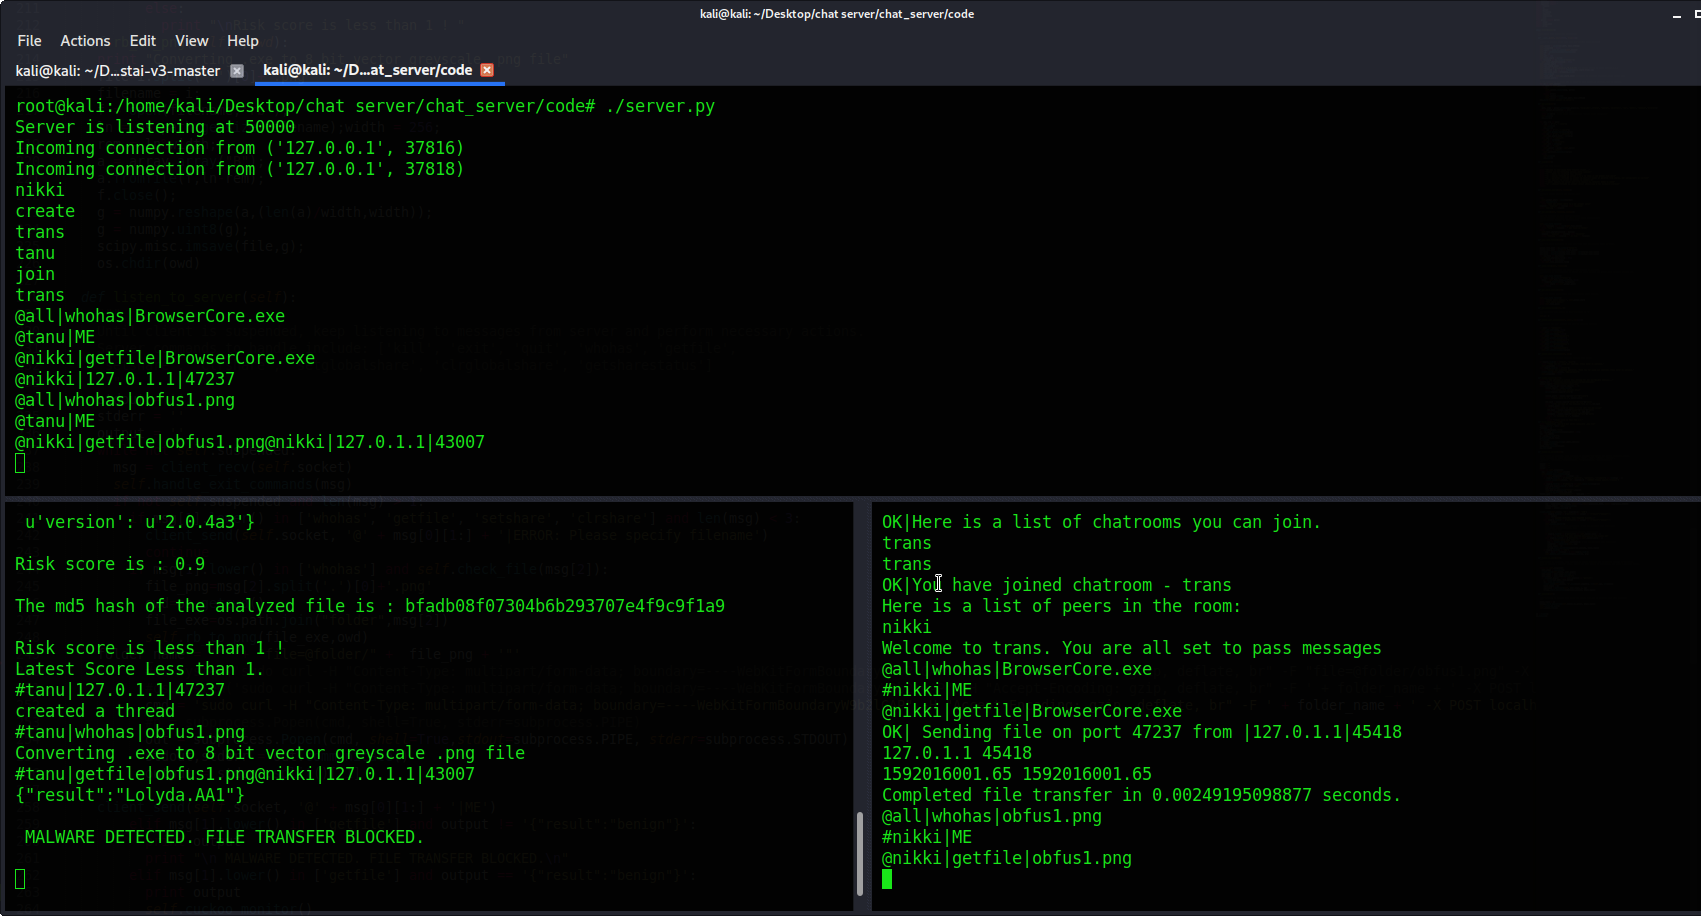 kali@kali: ~/Desktop/chat server/chat_server/code
File Actions Edit View Help
kali@kali: ~/D...stai-v3-master
kali@kali: ~/D...at_server/code
root@kali:/home/kali/Desktop/chat server/chat_server/code# ./server.py
Server is listening at 50000
Incoming connection from ('127.0.0.1', 37816)
Incoming connection from ('127.0.0.1', 37818)
nikki
create
trans
tanu
join
trans
@all|whohas|BrowserCore.exe
@tanu|ME
@nikki|getfile|BrowserCore.exe
@nikki|127.0.1.1|47237
@all|whohas|obfus1.png
@tanu|ME
@nikki|getfile|obfus1.png@nikki|127.0.1.1|43007
u'version': u'2.0.4a3'}
Risk score is : 0.9
The md5 hash of the analyzed file is : bfadb08f07304b6b293707e4f9c9f1a9
Risk score is less than 1 !
Latest Score Less than 1.
#tanu|127.0.1.1|47237
created a thread
#tanu|whohas|obfus1.png
Converting .exe to 8 bit vector greyscale .png file
#tanu|getfile|obfus1.png@nikki|127.0.1.1|43007
{"result":"Lolyda.AA1"}
MALWARE DETECTED. FILE TRANSFER BLOCKED.
OK|Here is a list of chatrooms you can join.
trans
trans
OK|You have joined chatroom - trans
Here is a list of peers in the room:
nikki
Welcome to trans. You are all set to pass messages
@all|whohas|BrowserCore.exe
#nikki|ME
@nikki|getfile|BrowserCore.exe
OK| Sending file on port 47237 from |127.0.1.1|45418
127.0.1.1 45418
1592016001.65 1592016001.65
Completed file transfer in 0.00249195098877 seconds.
@all|whohas|obfus1.png
#nikki|ME
@nikki|getfile|obfus1.png